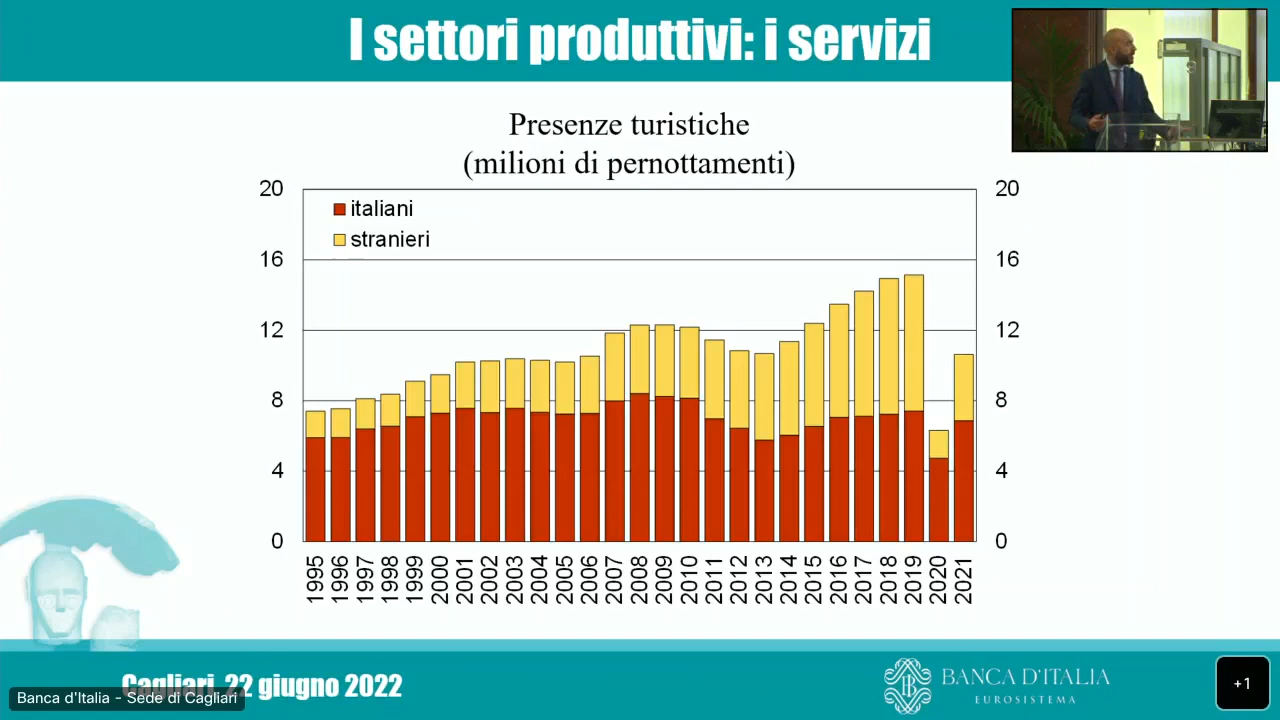 I settori produttivi: i servizi
Presenze turistiche
(milioni di pernottamenti)
20 20
italiani
stranieri
16 16
12 12
8 8
4 4
0 0
1995 1996 1997 1998 1999 2000 2001 2002 2003 2004 2005 2006 2007 2008 2009 2010 2011 2012 2013 2014 2015 2016 2017 2018 2019 2020 2021
Cagliari, 22 giugno 2022
Banca d'Italia - Sede di Cagliari
BANCA D'ITALIA
EUROSISTEMA
+1